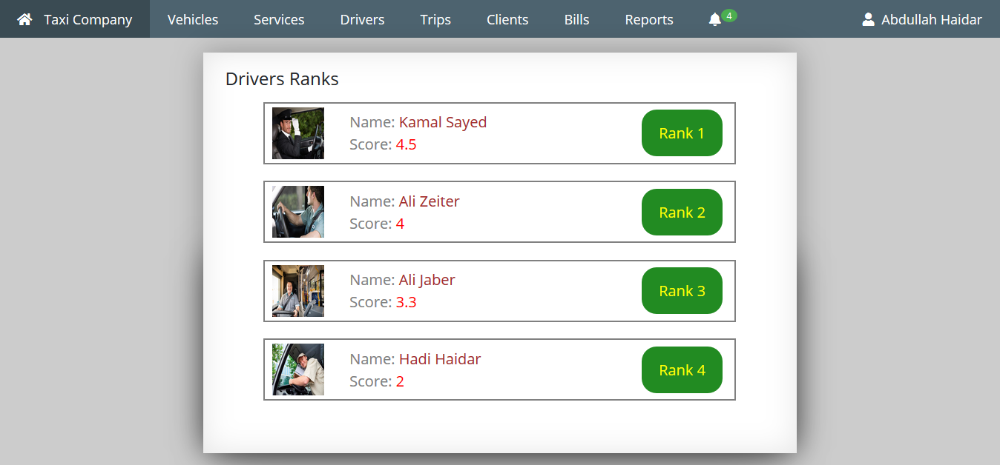 Taxi Company Vehicles Services Drivers Trips Clients Bills Reports 4 Abdullah Haidar
Drivers Ranks
Name: Kamal Sayed
Score: 4.5
Rank 1
Name: Ali Zeiter
Score: 4
Rank 2
Name: Ali Jaber
Score: 3.3
Rank 3
Name: Hadi Haidar
Score: 2
Rank 4